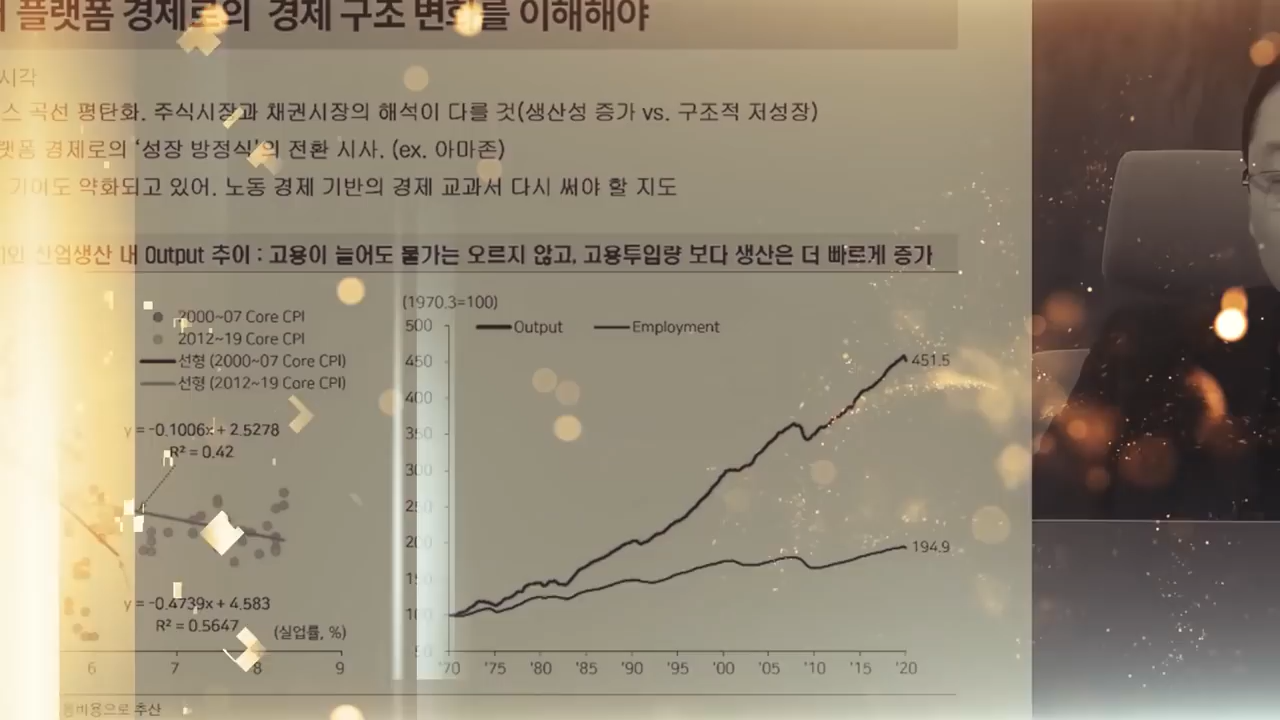 플랫폼 경제로의 경제 구조 변화를 이해해야
시각
스 곡선 평탄화. 주식시장과 채권시장의 해석이 다를 것(생산성 증가 vs. 구조적 저성장)
랫폼 경제로의 ‘성장 방정식’의 전환 시사. (ex. 아마존)
기여도 약화되고 있어. 노동 경제 기반의 경제 교과서 다시 써야 할 지도
산업생산 내 Output 추이 : 고용이 늘어도 물가는 오르지 않고, 고용투입량 보다 생산은 더 빠르게 증가
2000~07 Core CPI
2012~19 Core CPI
선형 (2000~07 Core CPI)
선형 (2012~19 Core CPI)
y = -0.1006x + 2.5278
R² = 0.42
y = -0.4739x + 4.583
R² = 0.5647
(실업률, %)
6 7 8 9
(1970.3=100)
Output Employment
500
450
400
350
300
250
200
150
100
50
451.5
194.9
'70 '75 '80 '85 '90 '95 '00 '05 '10 '15 '20
비용으로 추산